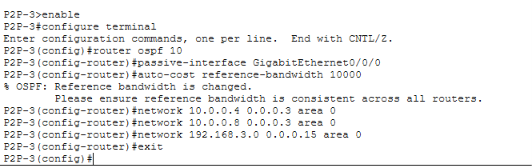 P2P-3>enable
P2P-3#configure terminal
Enter configuration commands, one per line.  End with CNTL/Z.
P2P-3(config)#router ospf 10
P2P-3(config-router)#passive-interface GigabitEthernet0/0/0
P2P-3(config-router)#auto-cost reference-bandwidth 10000
% OSPF: Reference bandwidth is changed.
        Please ensure reference bandwidth is consistent across all routers.
P2P-3(config-router)#network 10.0.0.4 0.0.0.3 area 0
P2P-3(config-router)#network 10.0.0.8 0.0.0.3 area 0
P2P-3(config-router)#network 192.168.3.0 0.0.0.15 area 0
P2P-3(config-router)#exit
P2P-3(config)#